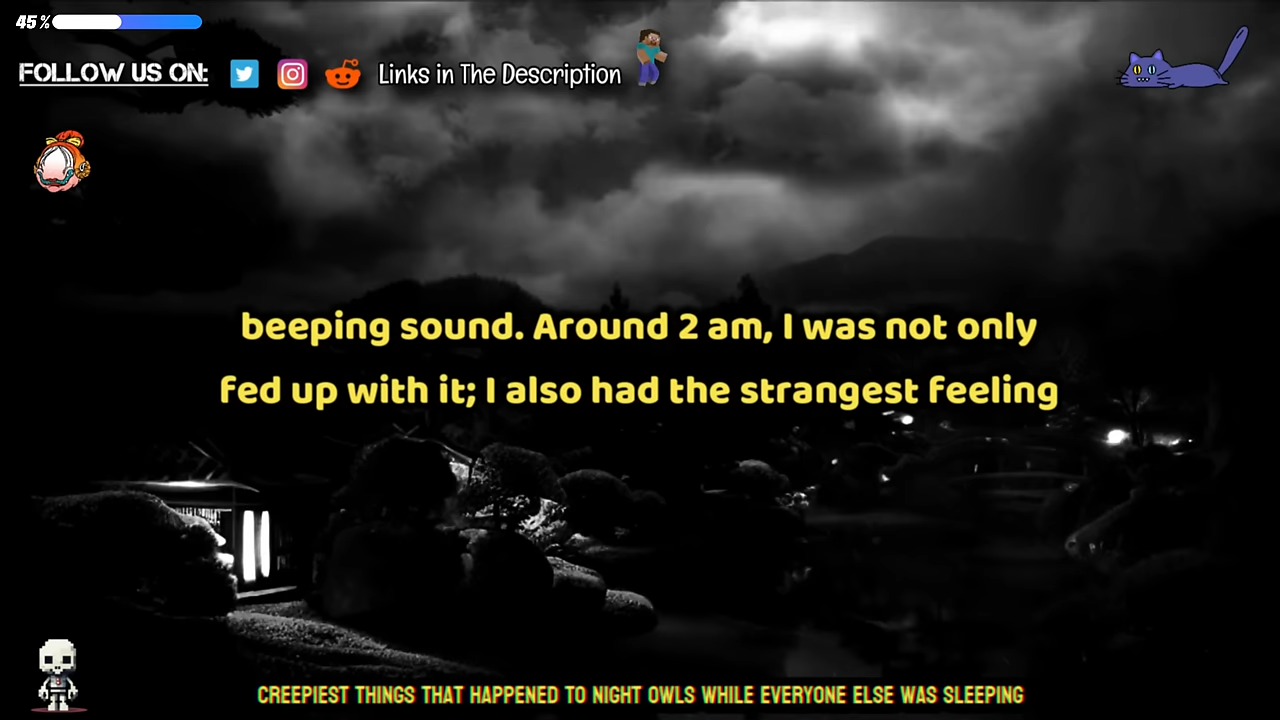 45%
FOLLOW US ON:
Links in The Description
beeping sound. Around 2 am, I was not only
fed up with it; I also had the strangest feeling
CREEPIEST THINGS THAT HAPPENED TO NIGHT OWLS WHILE EVERYONE ELSE WAS SLEEPING